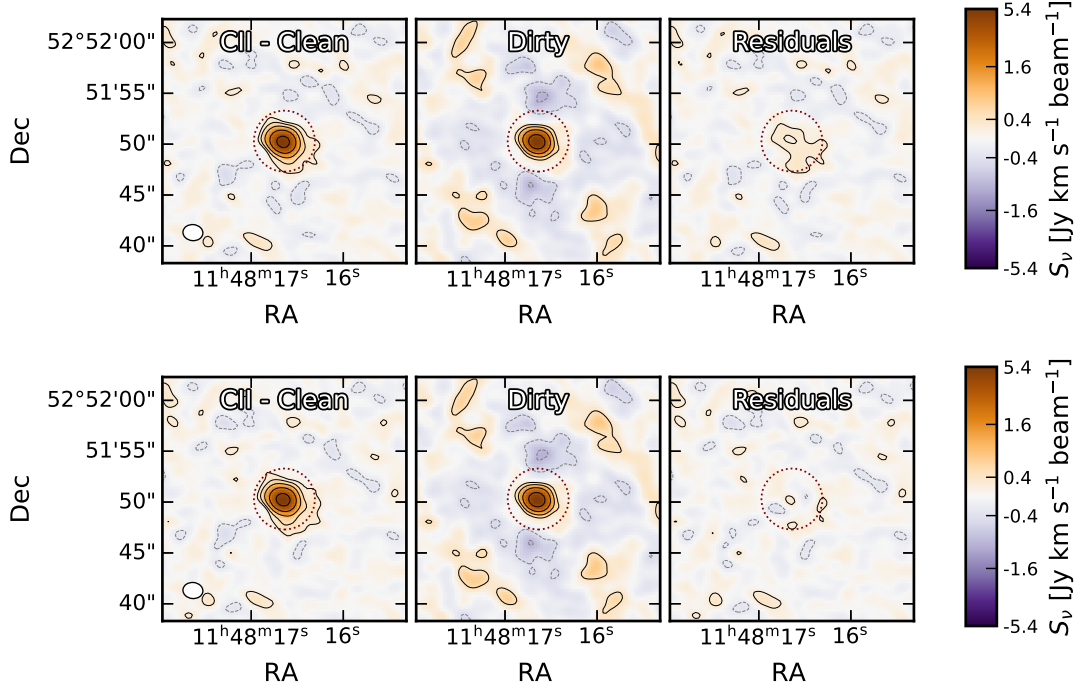 CII - Clean
Dirty
Residuals
52°52'00"
51'55"
50"
45"
40"
Dec
11ʰ48ᵐ17ˢ 16ˢ
11ʰ48ᵐ17ˢ 16ˢ
11ʰ48ᵐ17ˢ 16ˢ
RA
RA
RA
5.4
1.6
0.4
-0.4
-1.6
-5.4
Sν [Jy km s⁻¹ beam⁻¹]
CII - Clean
Dirty
Residuals
52°52'00"
51'55"
50"
45"
40"
Dec
11ʰ48ᵐ17ˢ 16ˢ
11ʰ48ᵐ17ˢ 16ˢ
11ʰ48ᵐ17ˢ 16ˢ
RA
RA
RA
5.4
1.6
0.4
-0.4
-1.6
-5.4
Sν [Jy km s⁻¹ beam⁻¹]